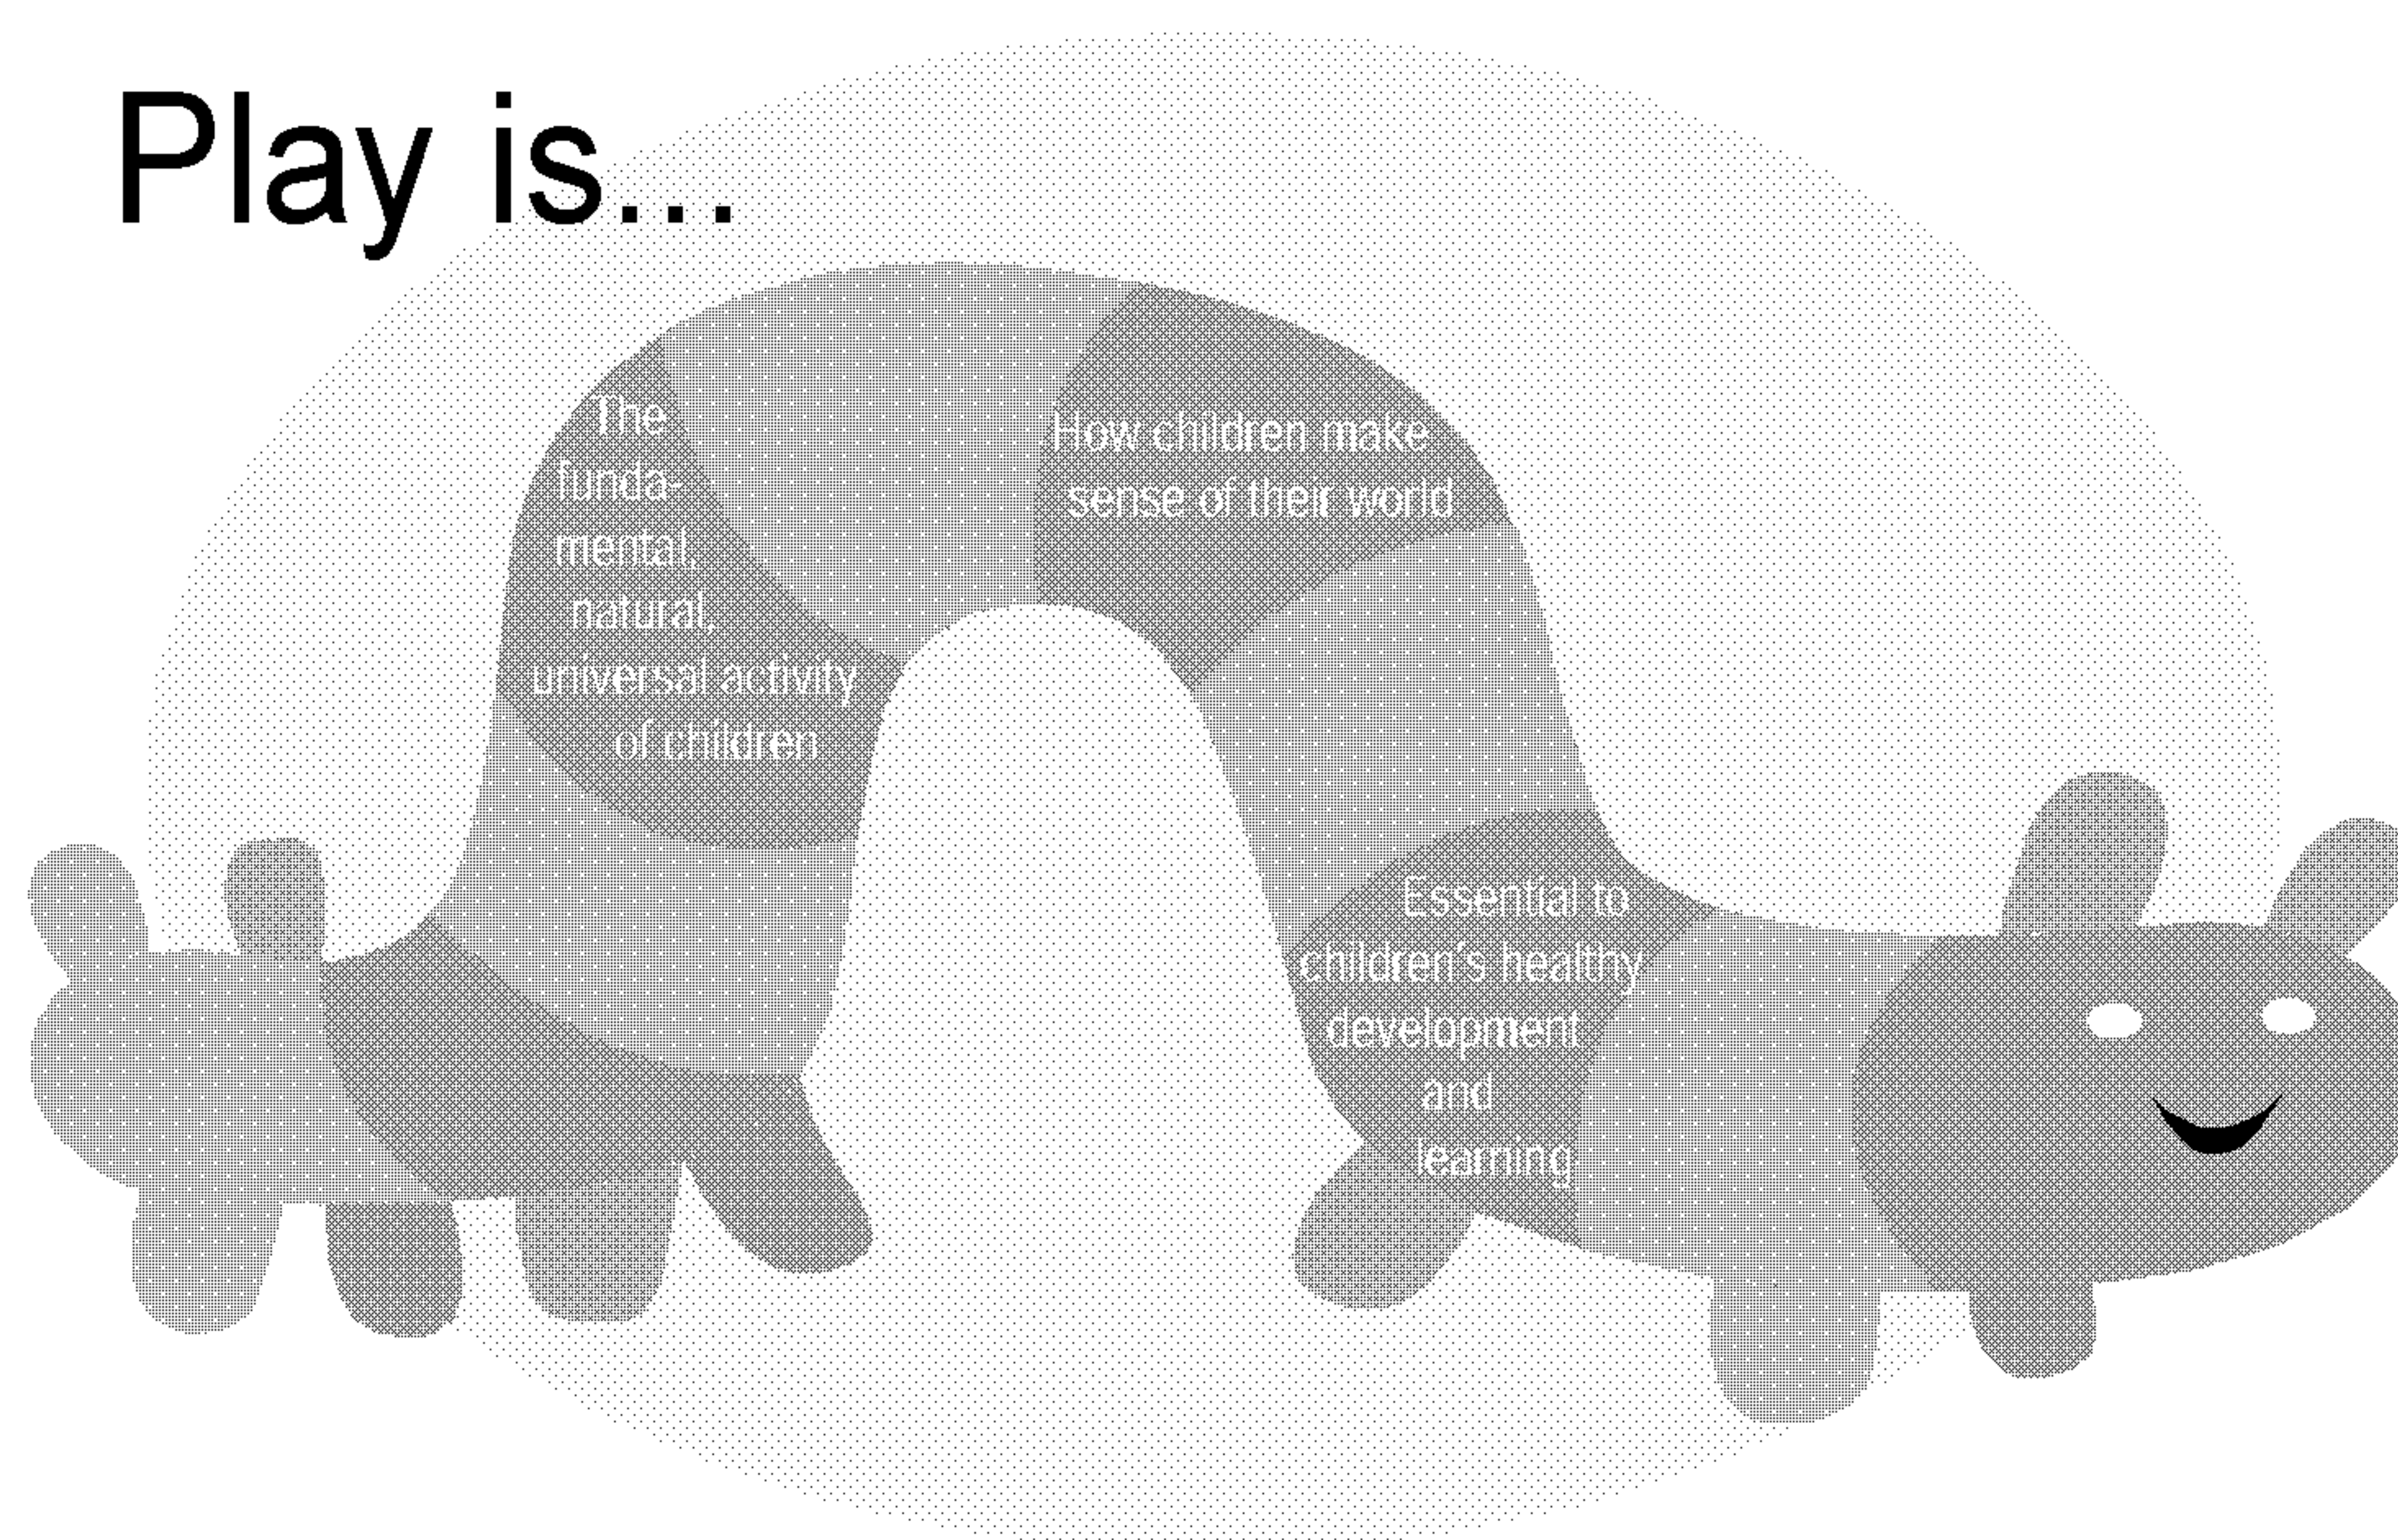 Play is...
The
funda-
mental,
natural,
universal activity
of children
How children make
sense of their world
Essential to
children's healthy
development
and
learning